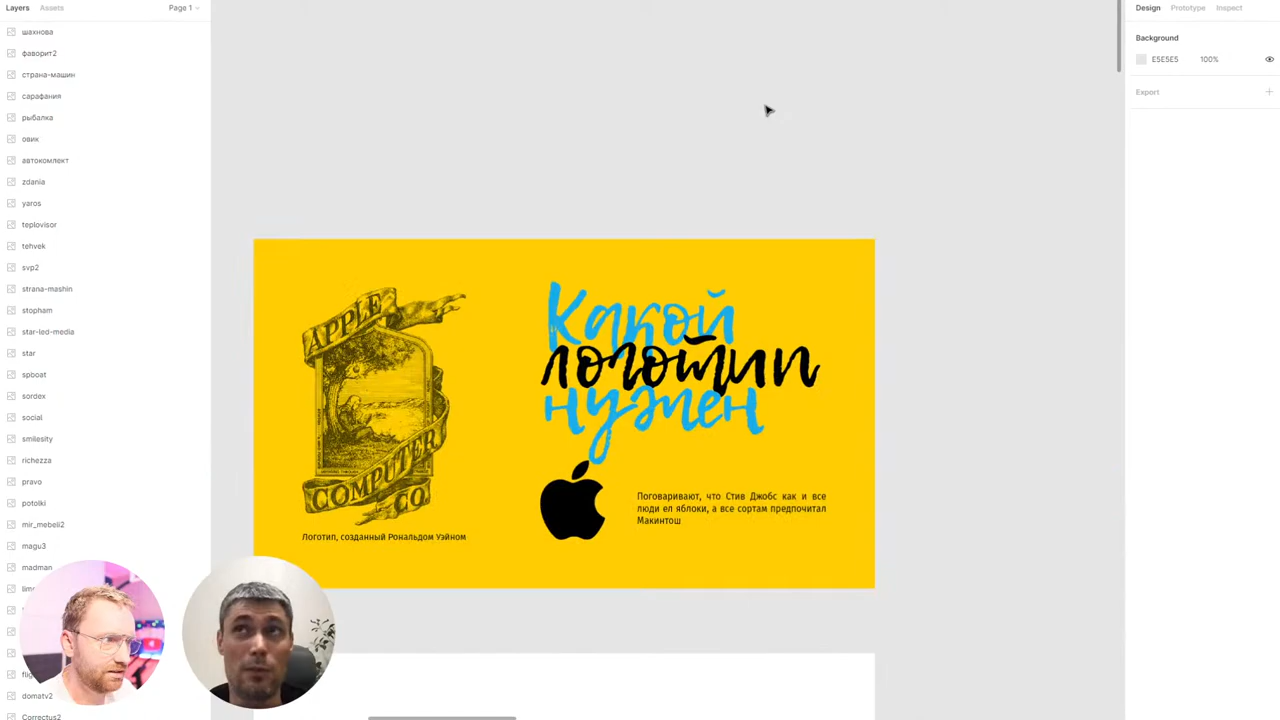 Layers
Assets
Page 1
Design
Prototype
Inspect
шахнова
фаворит2
страна-машин
сарафания
рыбалка
овик
автокомлект
zdania
yaros
teplovisor
tehvek
svp2
strana-mashin
stopham
star-led-media
star
spboat
sordex
social
smilesity
richezza
pravo
potolki
mir_mebeli2
magu3
madman
domatv2
Correctus2
Background
E5E5E5
100%
Export
APPLE
COMPUTER
CO.
Логотип, созданный Рональдом Уэйном
Какой
логотип
нужен
Поговаривают, что Стив Джобс как и все
люди ел яблоки, а все сортам предпочитал
Макинтош